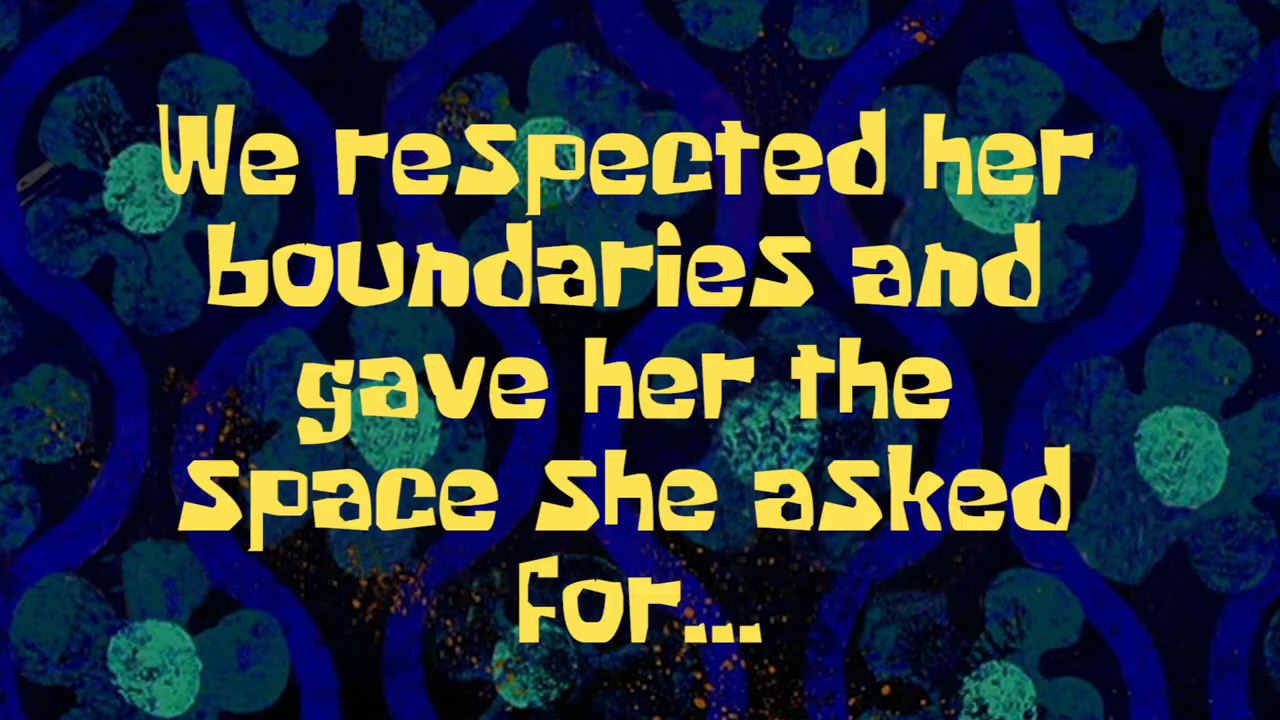 We respected her
boundaries and
gave her the
space she asked
for...